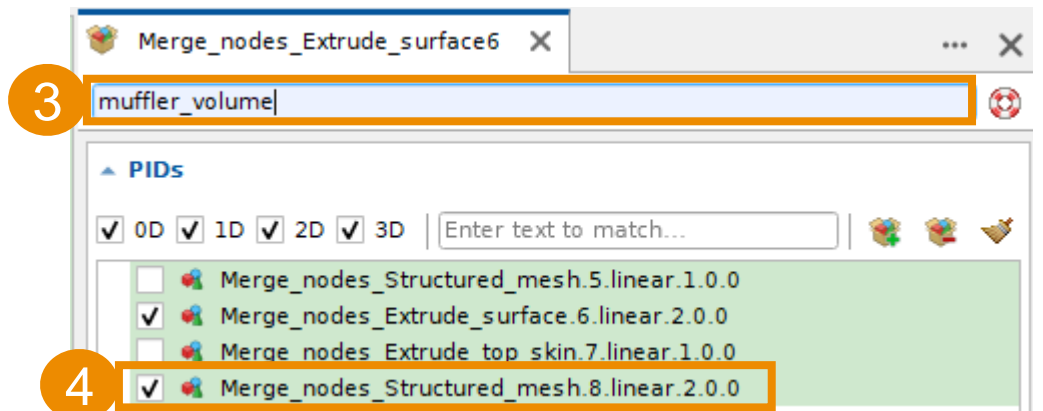 Merge_nodes_Extrude_surface6
3 muffler_volume
PIDs
0D 1D 2D 3D Enter text to match...
Merge_nodes_Structured_mesh.5.linear.1.0.0
Merge_nodes_Extrude_surface.6.linear.2.0.0
Merge_nodes_Extrude_top_skin.7.linear.1.0.0
4 Merge_nodes_Structured_mesh.8.linear.2.0.0